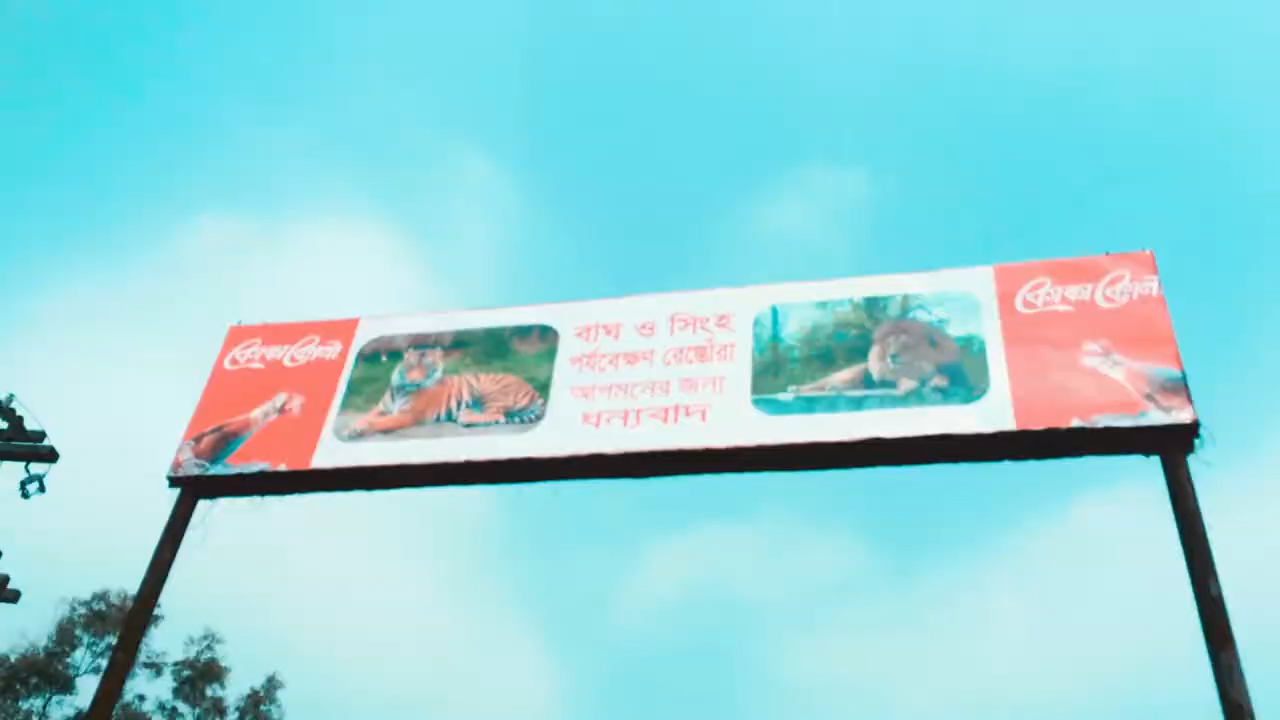 কোকা কোলা
বাঘ ও সিংহ
পর্যবেক্ষণ রেস্তোঁরা
আগমনের জন্য
ধন্যবাদ
কোকা কোলা